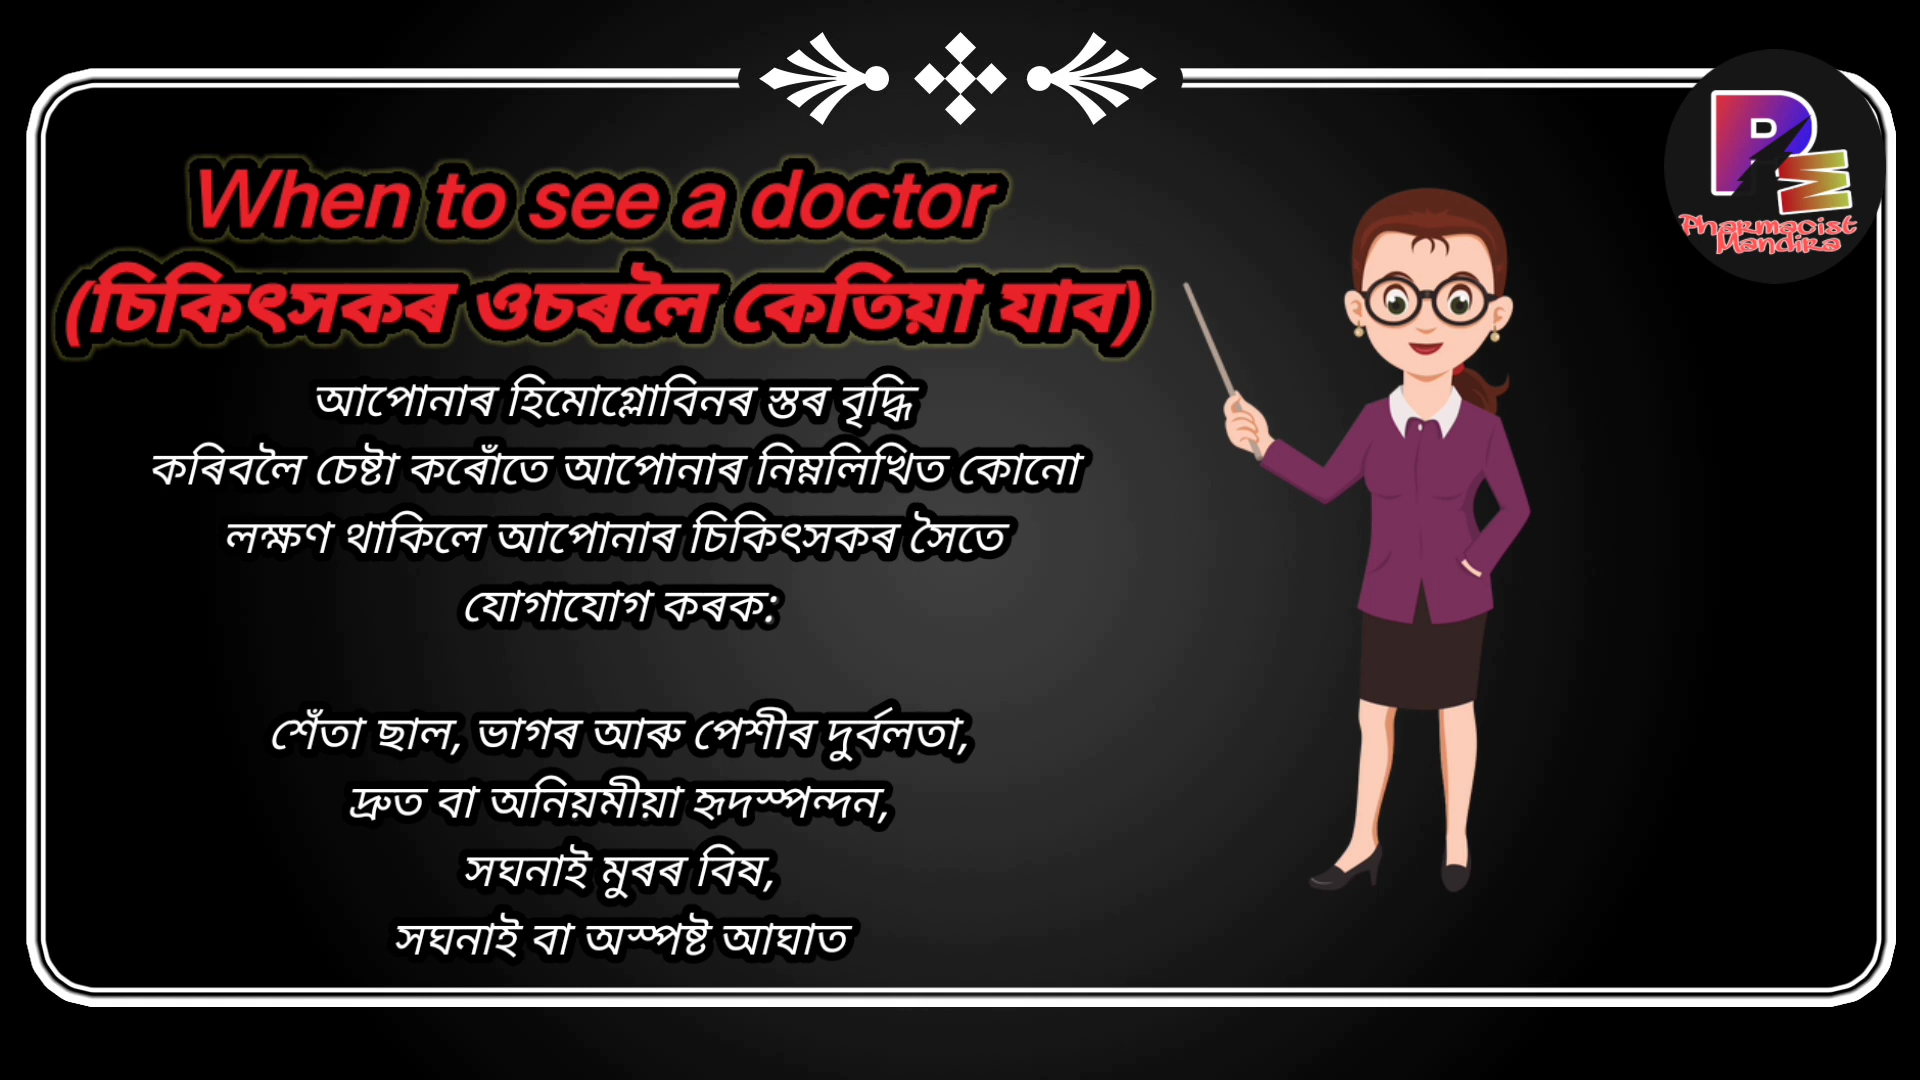 When to see a doctor
(চিকিৎসকৰ ওচৰলৈ কেতিয়া যাব)
আপোনাৰ হিমোগ্লোবিনৰ স্তৰ বৃদ্ধি
কৰিবলৈ চেষ্টা কৰোঁতে আপোনাৰ নিম্নলিখিত কোনো
লক্ষণ থাকিলে আপোনাৰ চিকিৎসকৰ সৈতে
যোগাযোগ কৰক:
শেঁতা ছাল, ভাগৰ আৰু পেশীৰ দুৰ্বলতা,
দ্ৰুত বা অনিয়মীয়া হৃদস্পন্দন,
সঘনাই মুৰৰ বিষ,
সঘনাই বা অস্পষ্ট আঘাত
PM
Pharmacist
Mandira